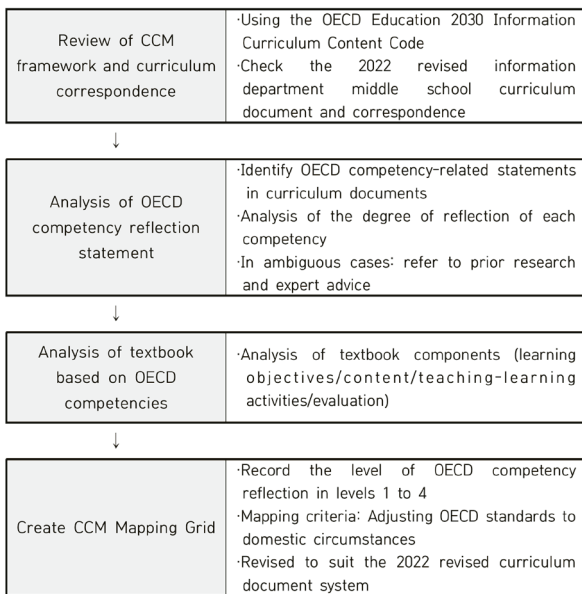 Review of CCM
framework and curriculum
correspondence
·Using the OECD Education 2030 Information
Curriculum Content Code
·Check the 2022 revised information
department middle school curriculum
document and correspondence
↓
Analysis of OECD
competency reflection
statement
·Identify OECD competency-related statements
in curriculum documents
·Analysis of the degree of reflection of each
competency
·In ambiguous cases: refer to prior research
and expert advice
↓
Analysis of textbook
based on OECD
competencies
·Analysis of textbook components (learning
objectives/content/teaching-learning
activities/evaluation)
↓
Create CCM Mapping Grid
·Record the level of OECD competency
reflection in levels 1 to 4
·Mapping criteria: Adjusting OECD standards to
domestic circumstances
·Revised to suit the 2022 revised curriculum
document system